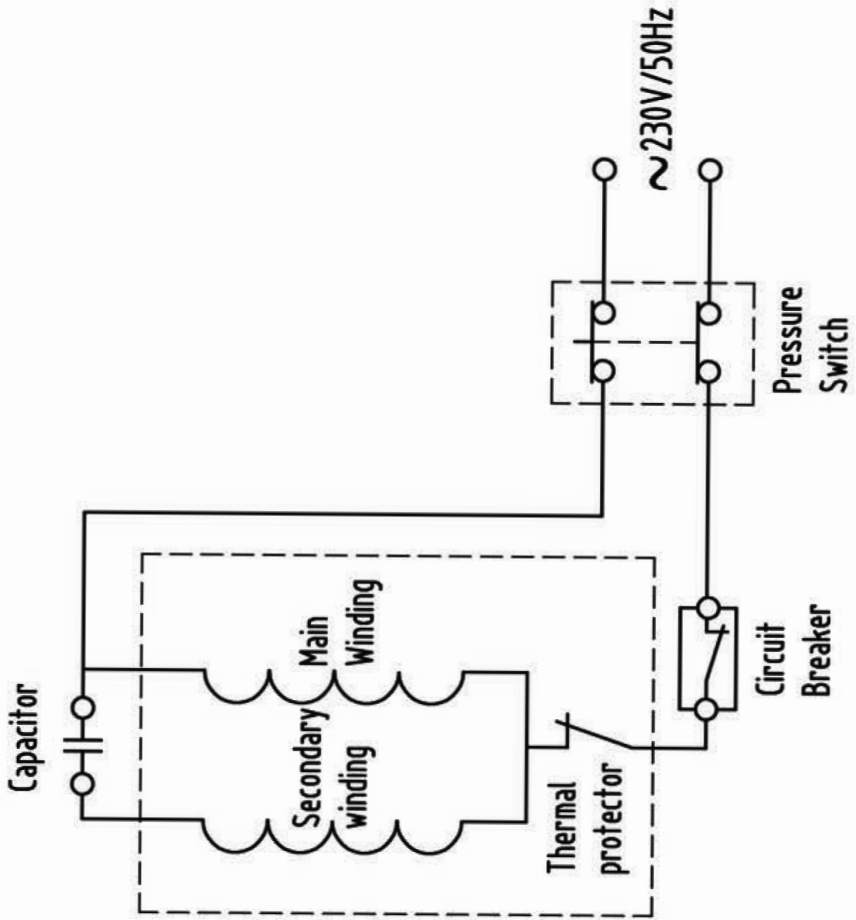 Capacitor
Main
Winding
Secondary
winding
Thermal
protector
Circuit
Breaker
Pressure
Switch
~230V/50Hz